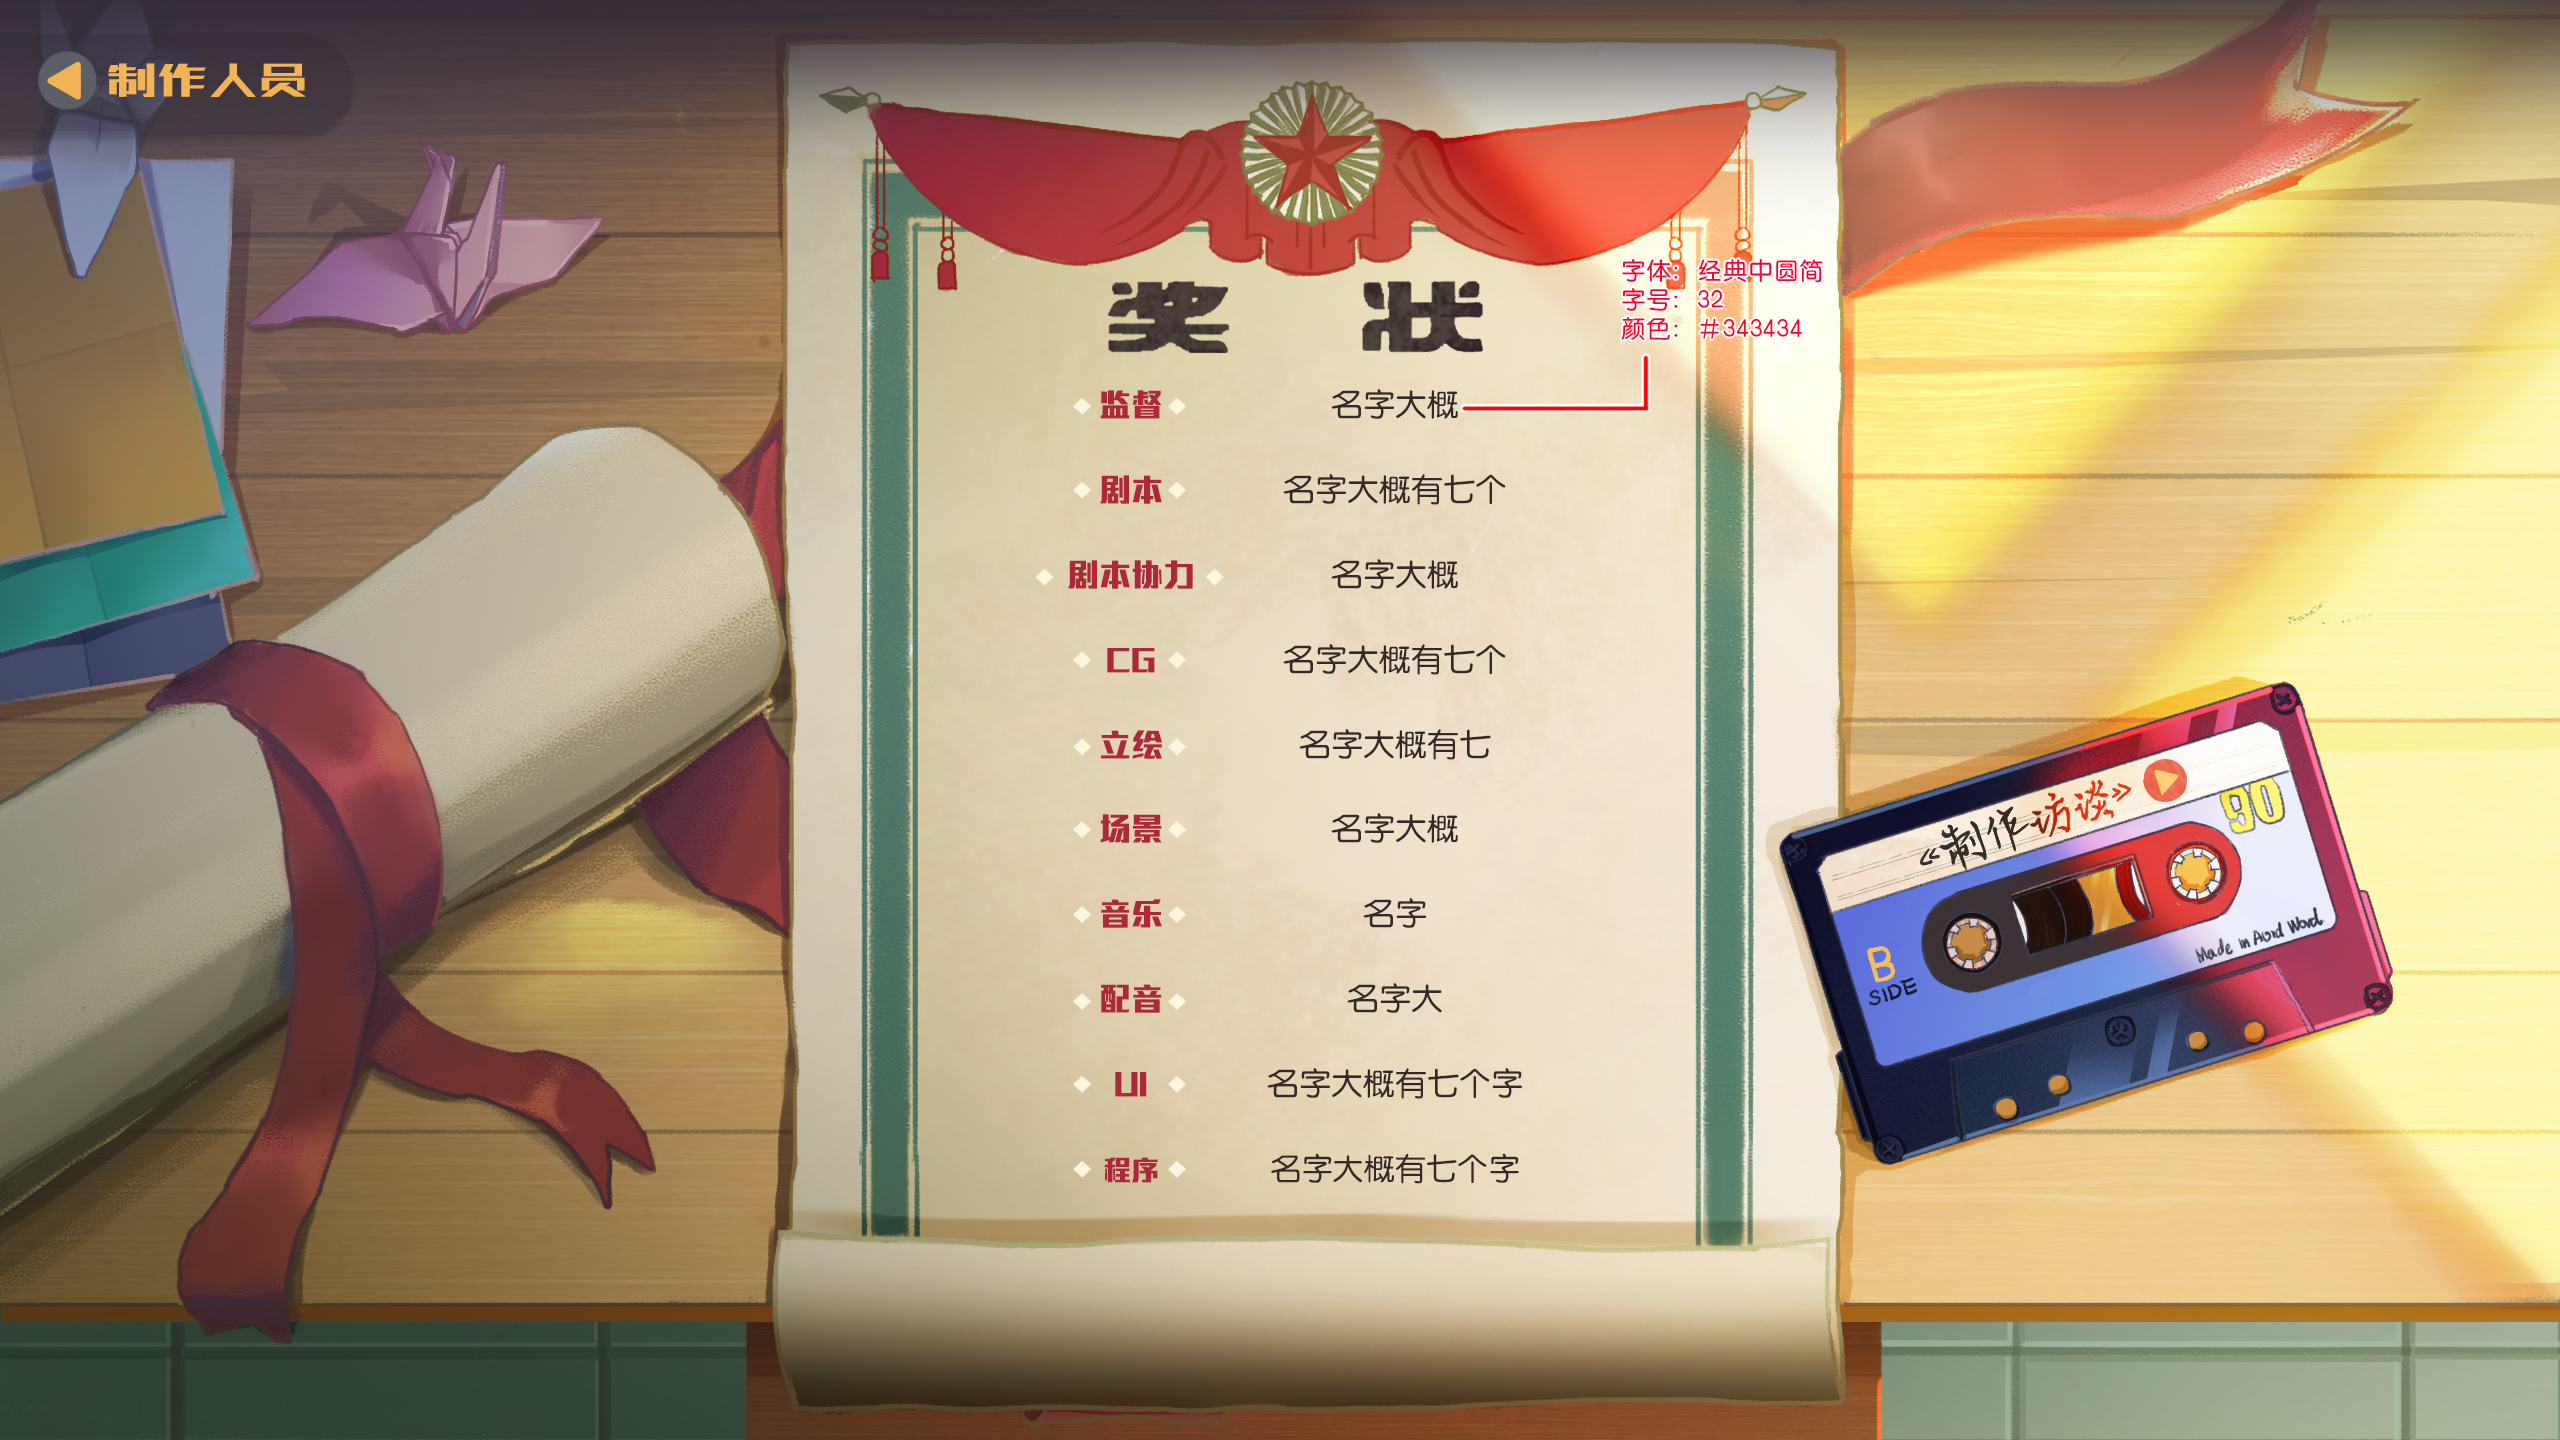 制作人员
奖 状
字体： 经典中圆简
字号： 32
颜色： #343434
监督 名字大概
剧本 名字大概有七个
剧本协力 名字大概
CG 名字大概有七个
立绘 名字大概有七
场景 名字大概
音乐 名字
配音 名字大
UI 名字大概有七个字
程序 名字大概有七个字
《制作访谈》
90
B
SIDE
Made in Aord Word